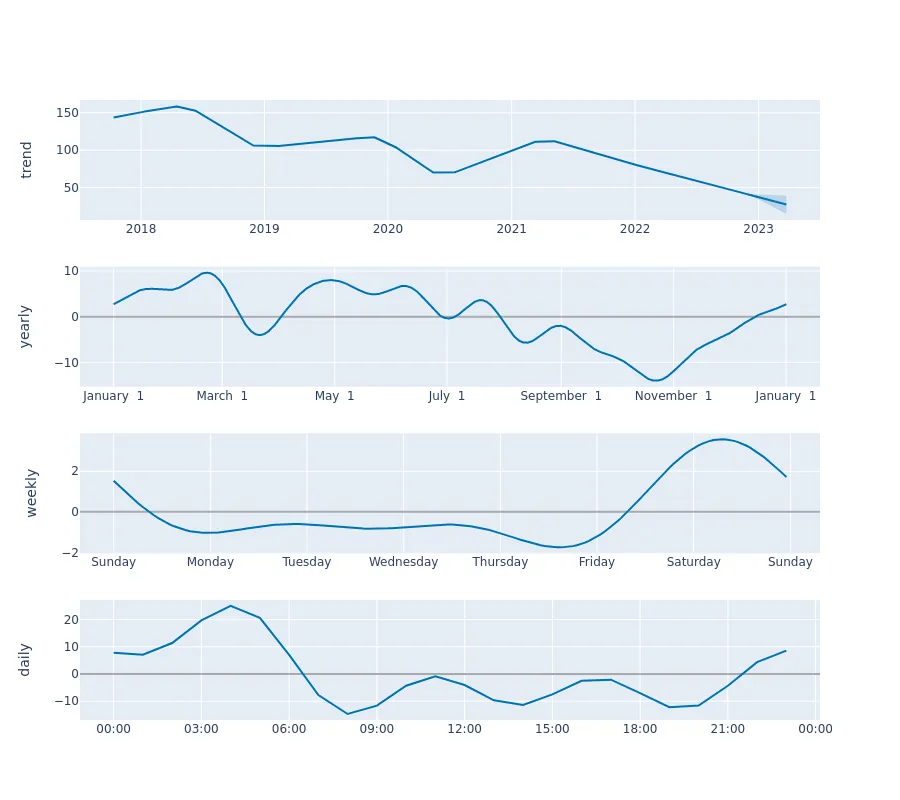 trend
150
100
50
2018 2019 2020 2021 2022 2023
yearly
10
0
−10
January 1 March 1 May 1 July 1 September 1 November 1 January 1
weekly
2
0
−2
Sunday Monday Tuesday Wednesday Thursday Friday Saturday Sunday
daily
20
10
0
−10
00:00 03:00 06:00 09:00 12:00 15:00 18:00 21:00 00:00